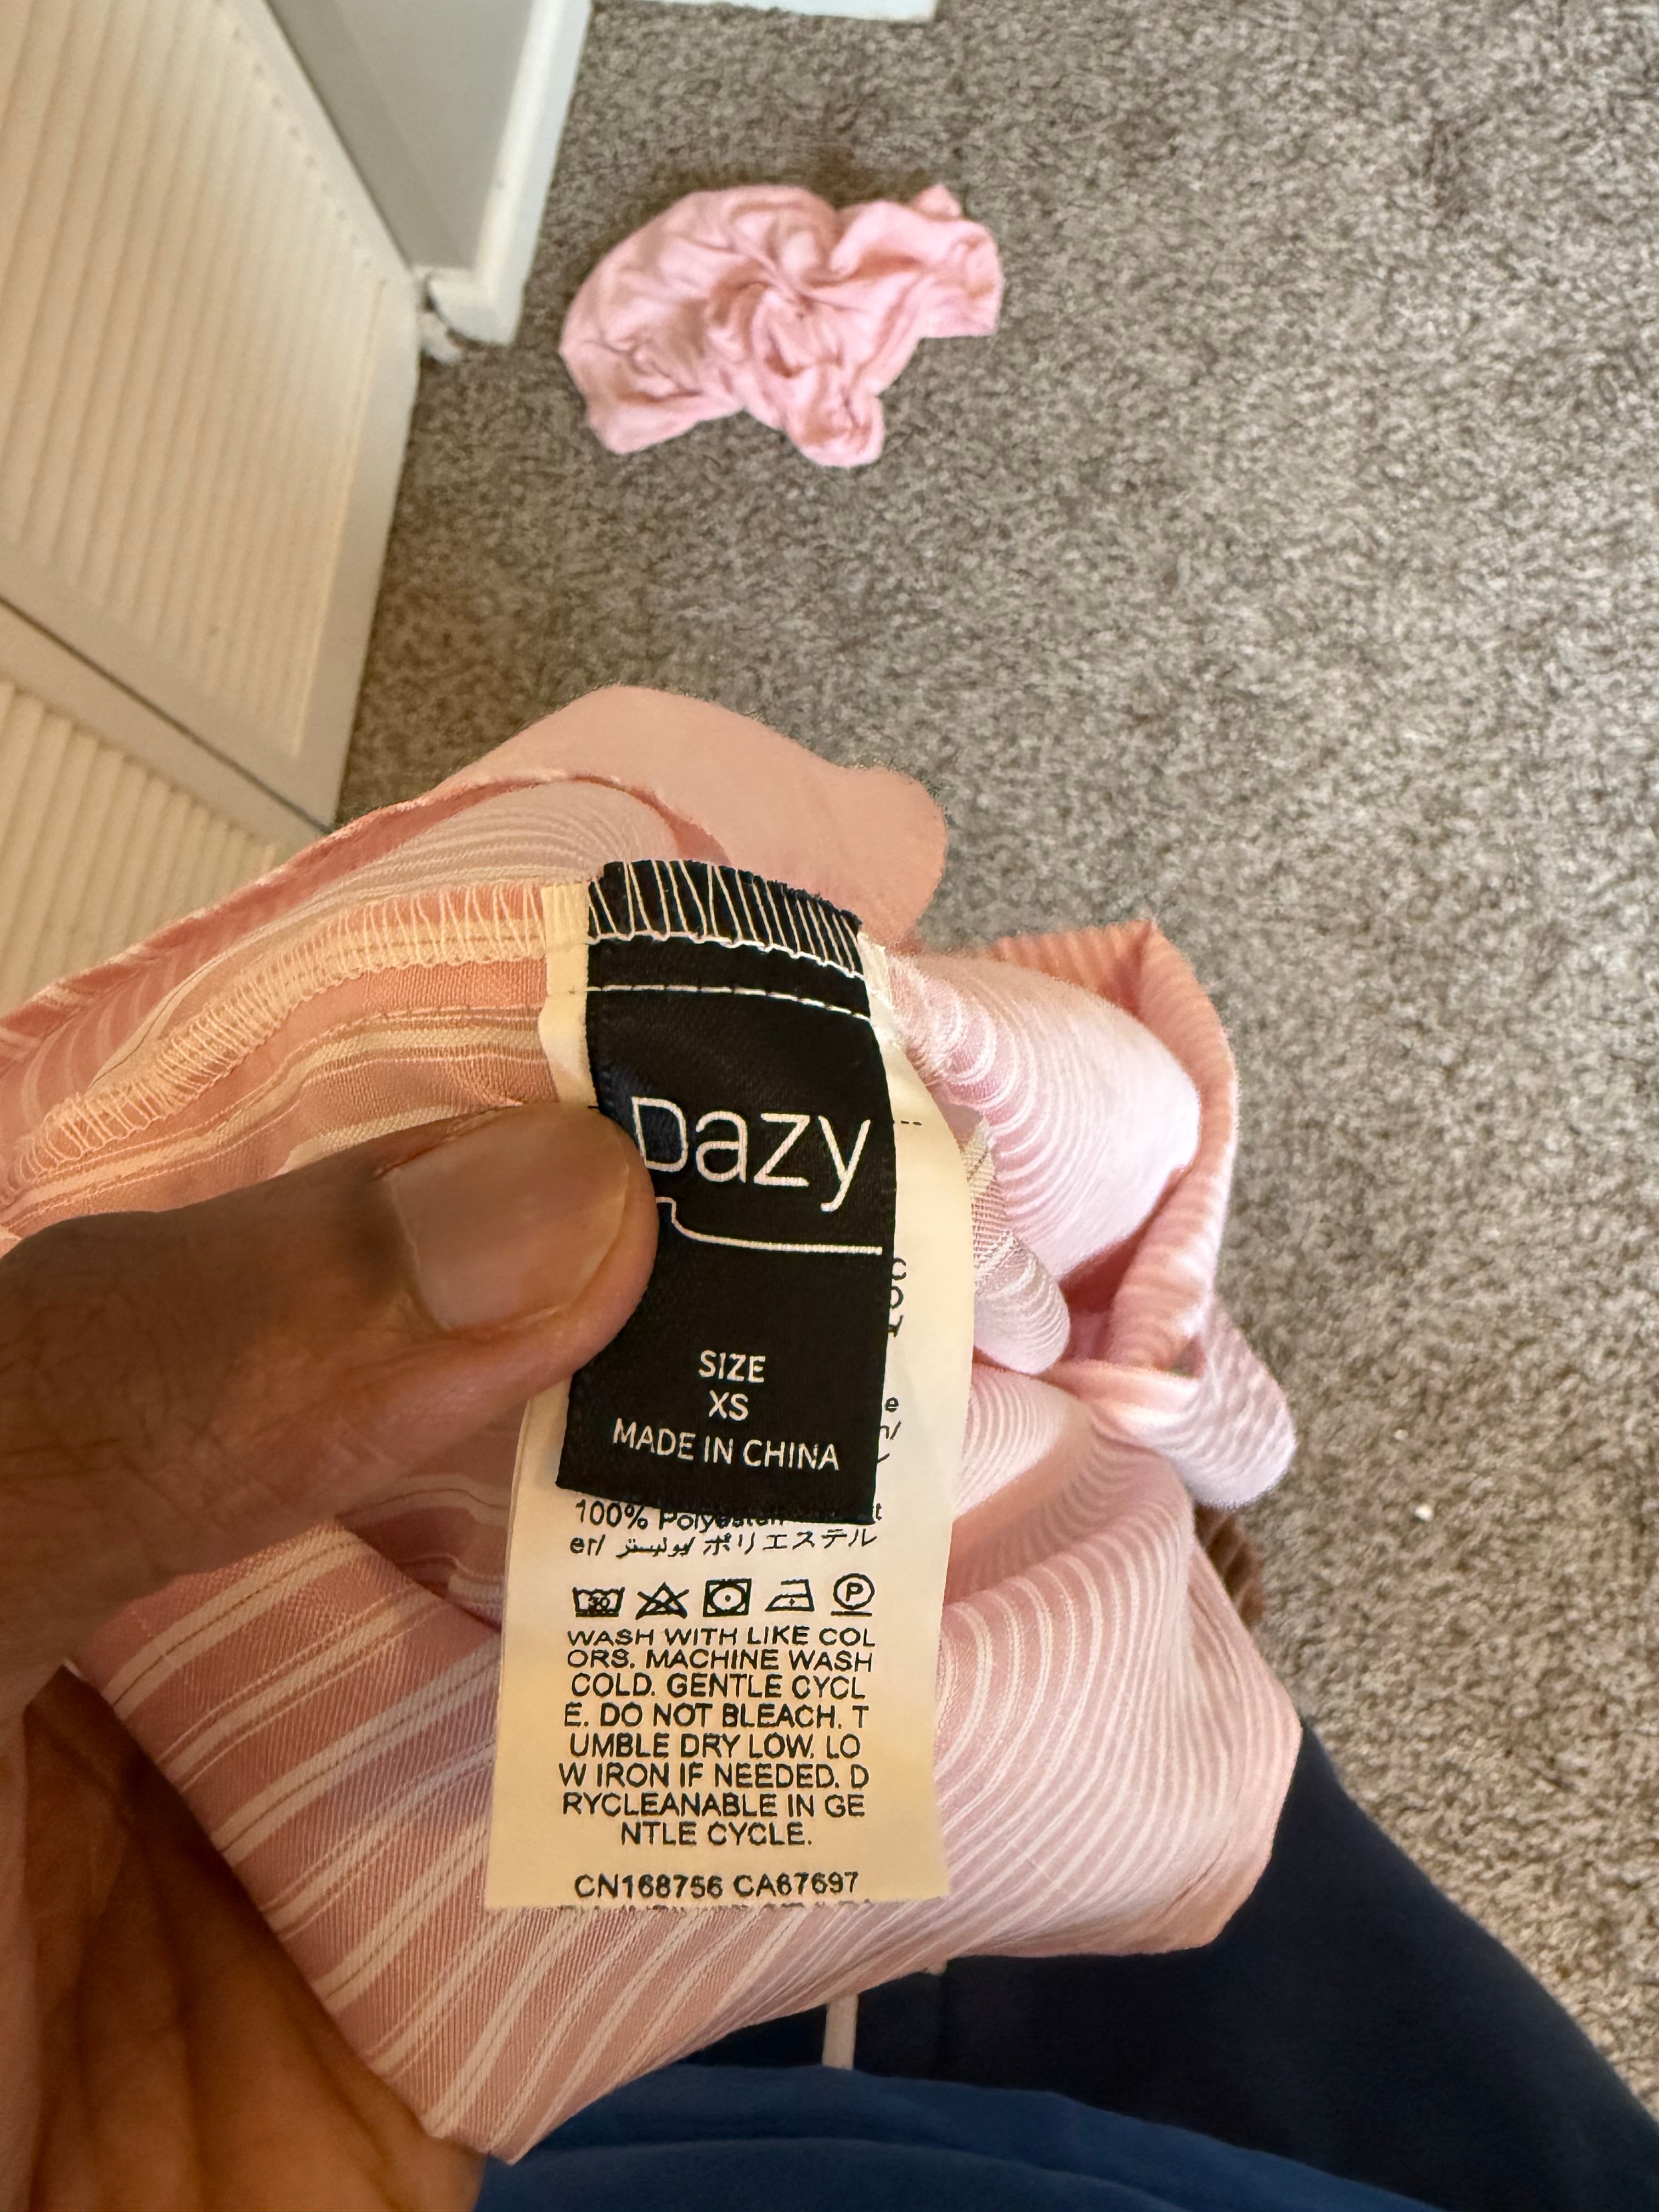 Dazy
SIZE
XS
MADE IN CHINA
100% Polyester
er/ بوليستر/ ポリエステル
30
P
WASH WITH LIKE COL
ORS. MACHINE WASH
COLD. GENTLE CYCL
E. DO NOT BLEACH. T
UMBLE DRY LOW. LO
W IRON IF NEEDED. D
RYCLEANABLE IN GE
NTLE CYCLE.
CN168756 CA67697